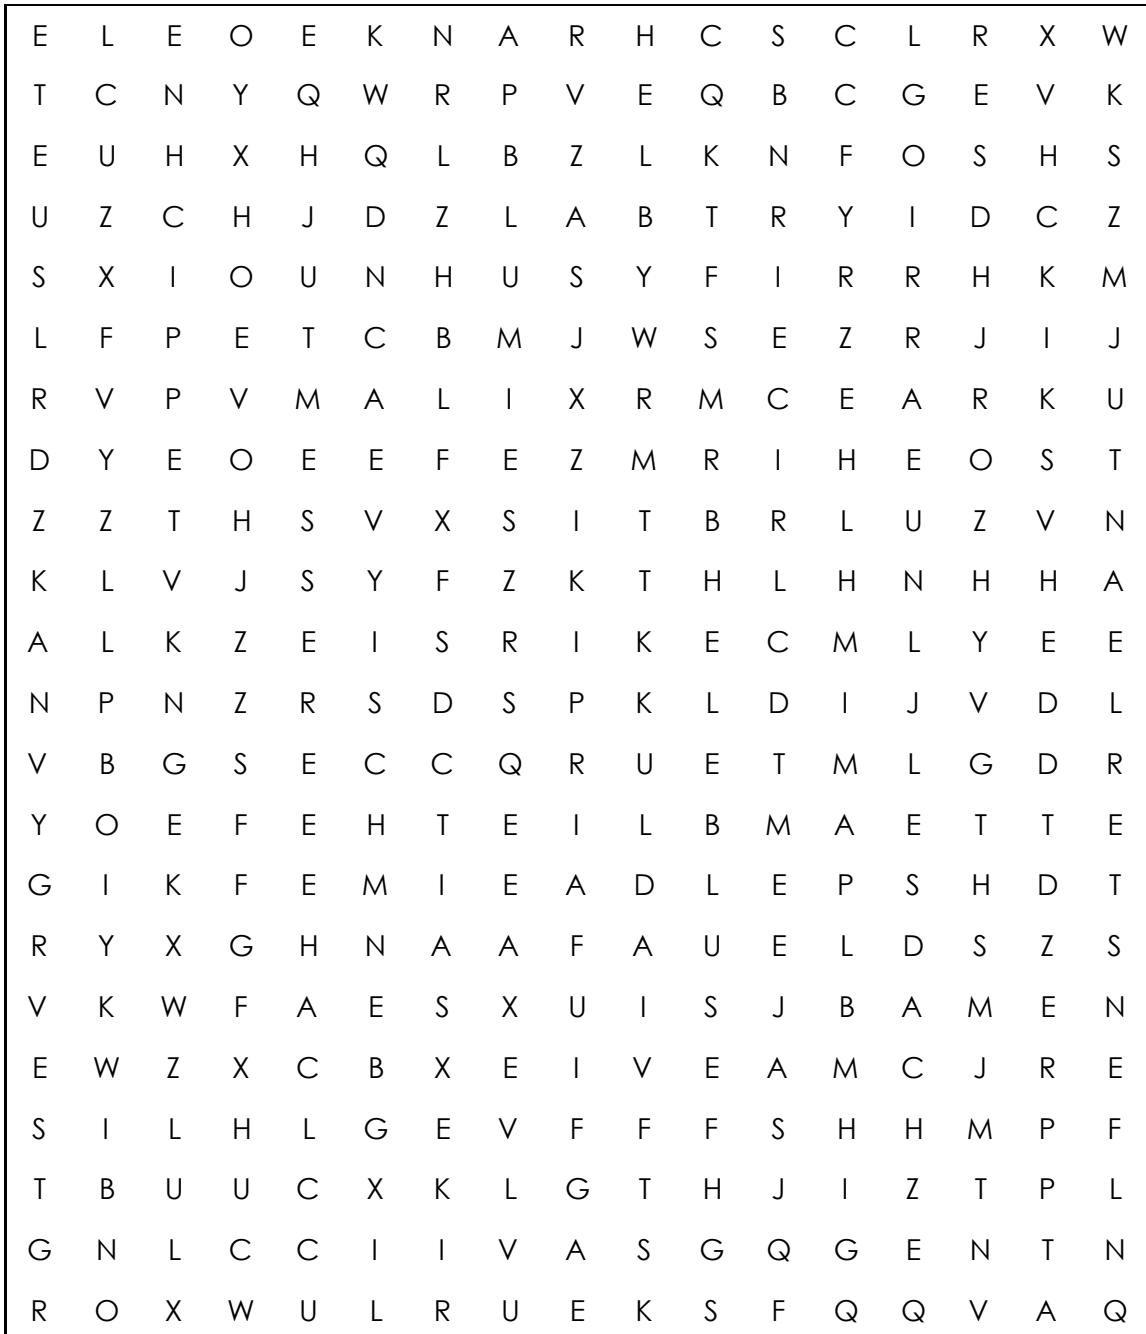 E L E O E K N A R H C S C L R X W
T C N Y Q W R P V E Q B C G E V K
E U H X H Q L B Z L K N F O S H S
U Z C H J D Z L A B T R Y I D C Z
S X I O U N H U S Y F I R R H K M
L F P E T C B M J W S E Z R J I J
R V P V M A L I X R M C E A R K U
D Y E O E E F E Z M R I H E O S T
Z Z T H S V X S I T B R L U Z V N
K L V J S Y F Z K T H L H N H H A
A L K Z E I S R I K E C M L Y E E
N P N Z R S D S P K L D I J V D L
V B G S E C C Q R U E T M L G D R
Y O E F E H T E I L B M A E T T E
G I K F E M I E A D L E P S H D T
R Y X G H N A A F A U E L D S Z S
V K W F A E S X U I S J B A M E N
E W Z X C B X E I V E A M C J R E
S I L H L G E V F F F S H H M P F
T B U U C X K L G T H J I Z T P L
G N L C C I I V A S G Q G E N T N
R O X W U L R U E K S F Q Q V A Q